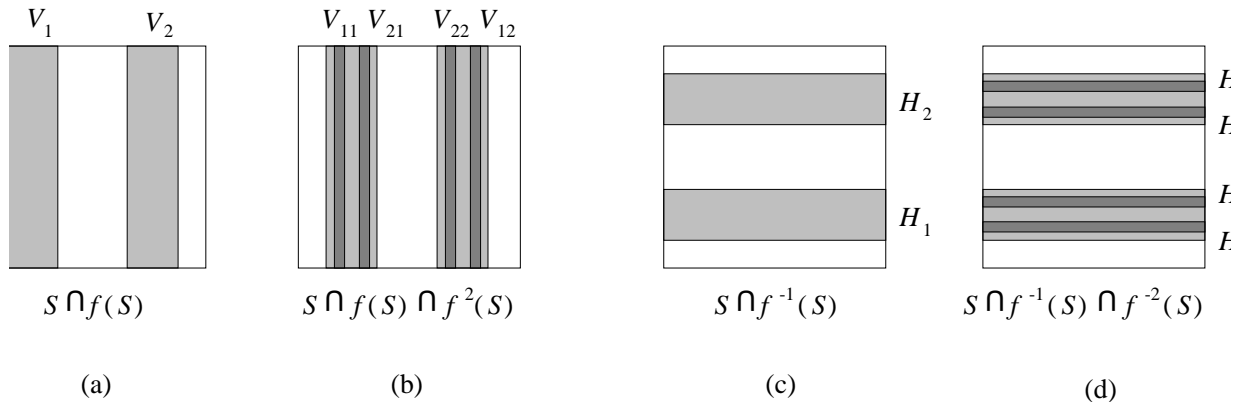 V₁ V₂ V₁₁ V₂₁ V₂₂ V₁₂
H₂ H
H
H₁ H
H
S ∩ f(S) S ∩ f(S) ∩ f²(S) S ∩ f⁻¹(S) S ∩ f⁻¹(S) ∩ f⁻²(S)
(a) (b) (c) (d)